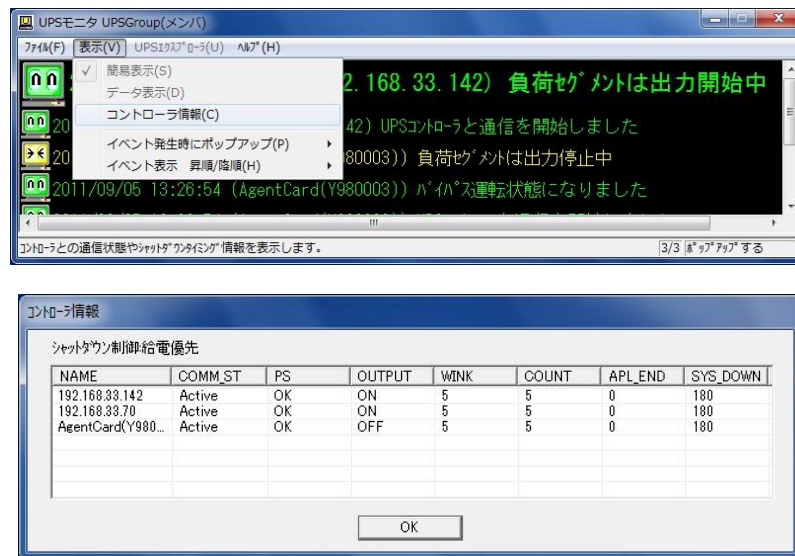 UPSモニタ UPSGroup(メンバ)
ファイル(F) 表示(V) UPSエクスプローラ(U) ヘルプ(H)
簡易表示(S)
データ表示(D)
コントローラ情報(C)
イベント発生時にポップアップ(P)
イベント表示 昇順/降順(H)
2.168.33.142) 負荷セグメントは出力開始中
20 42) UPSコントローラと通信を開始しました
20 80003)) 負荷セグメントは出力停止中
2011/09/05 13:26:54 (AgentCard(Y980003)) バイパス運転状態になりました
コントローラとの通信状態やシャットダウンタイミング情報を表示します。 3/3 ポップアップする
コントローラ情報
シャットダウン制御:給電優先
NAME COMM_ST PS OUTPUT WINK COUNT APL_END SYS_DOWN
192.168.33.142 Active OK ON 5 5 0 180
192.168.33.70 Active OK ON 5 5 0 180
AgentCard(Y980... Active OK OFF 5 5 0 180
OK